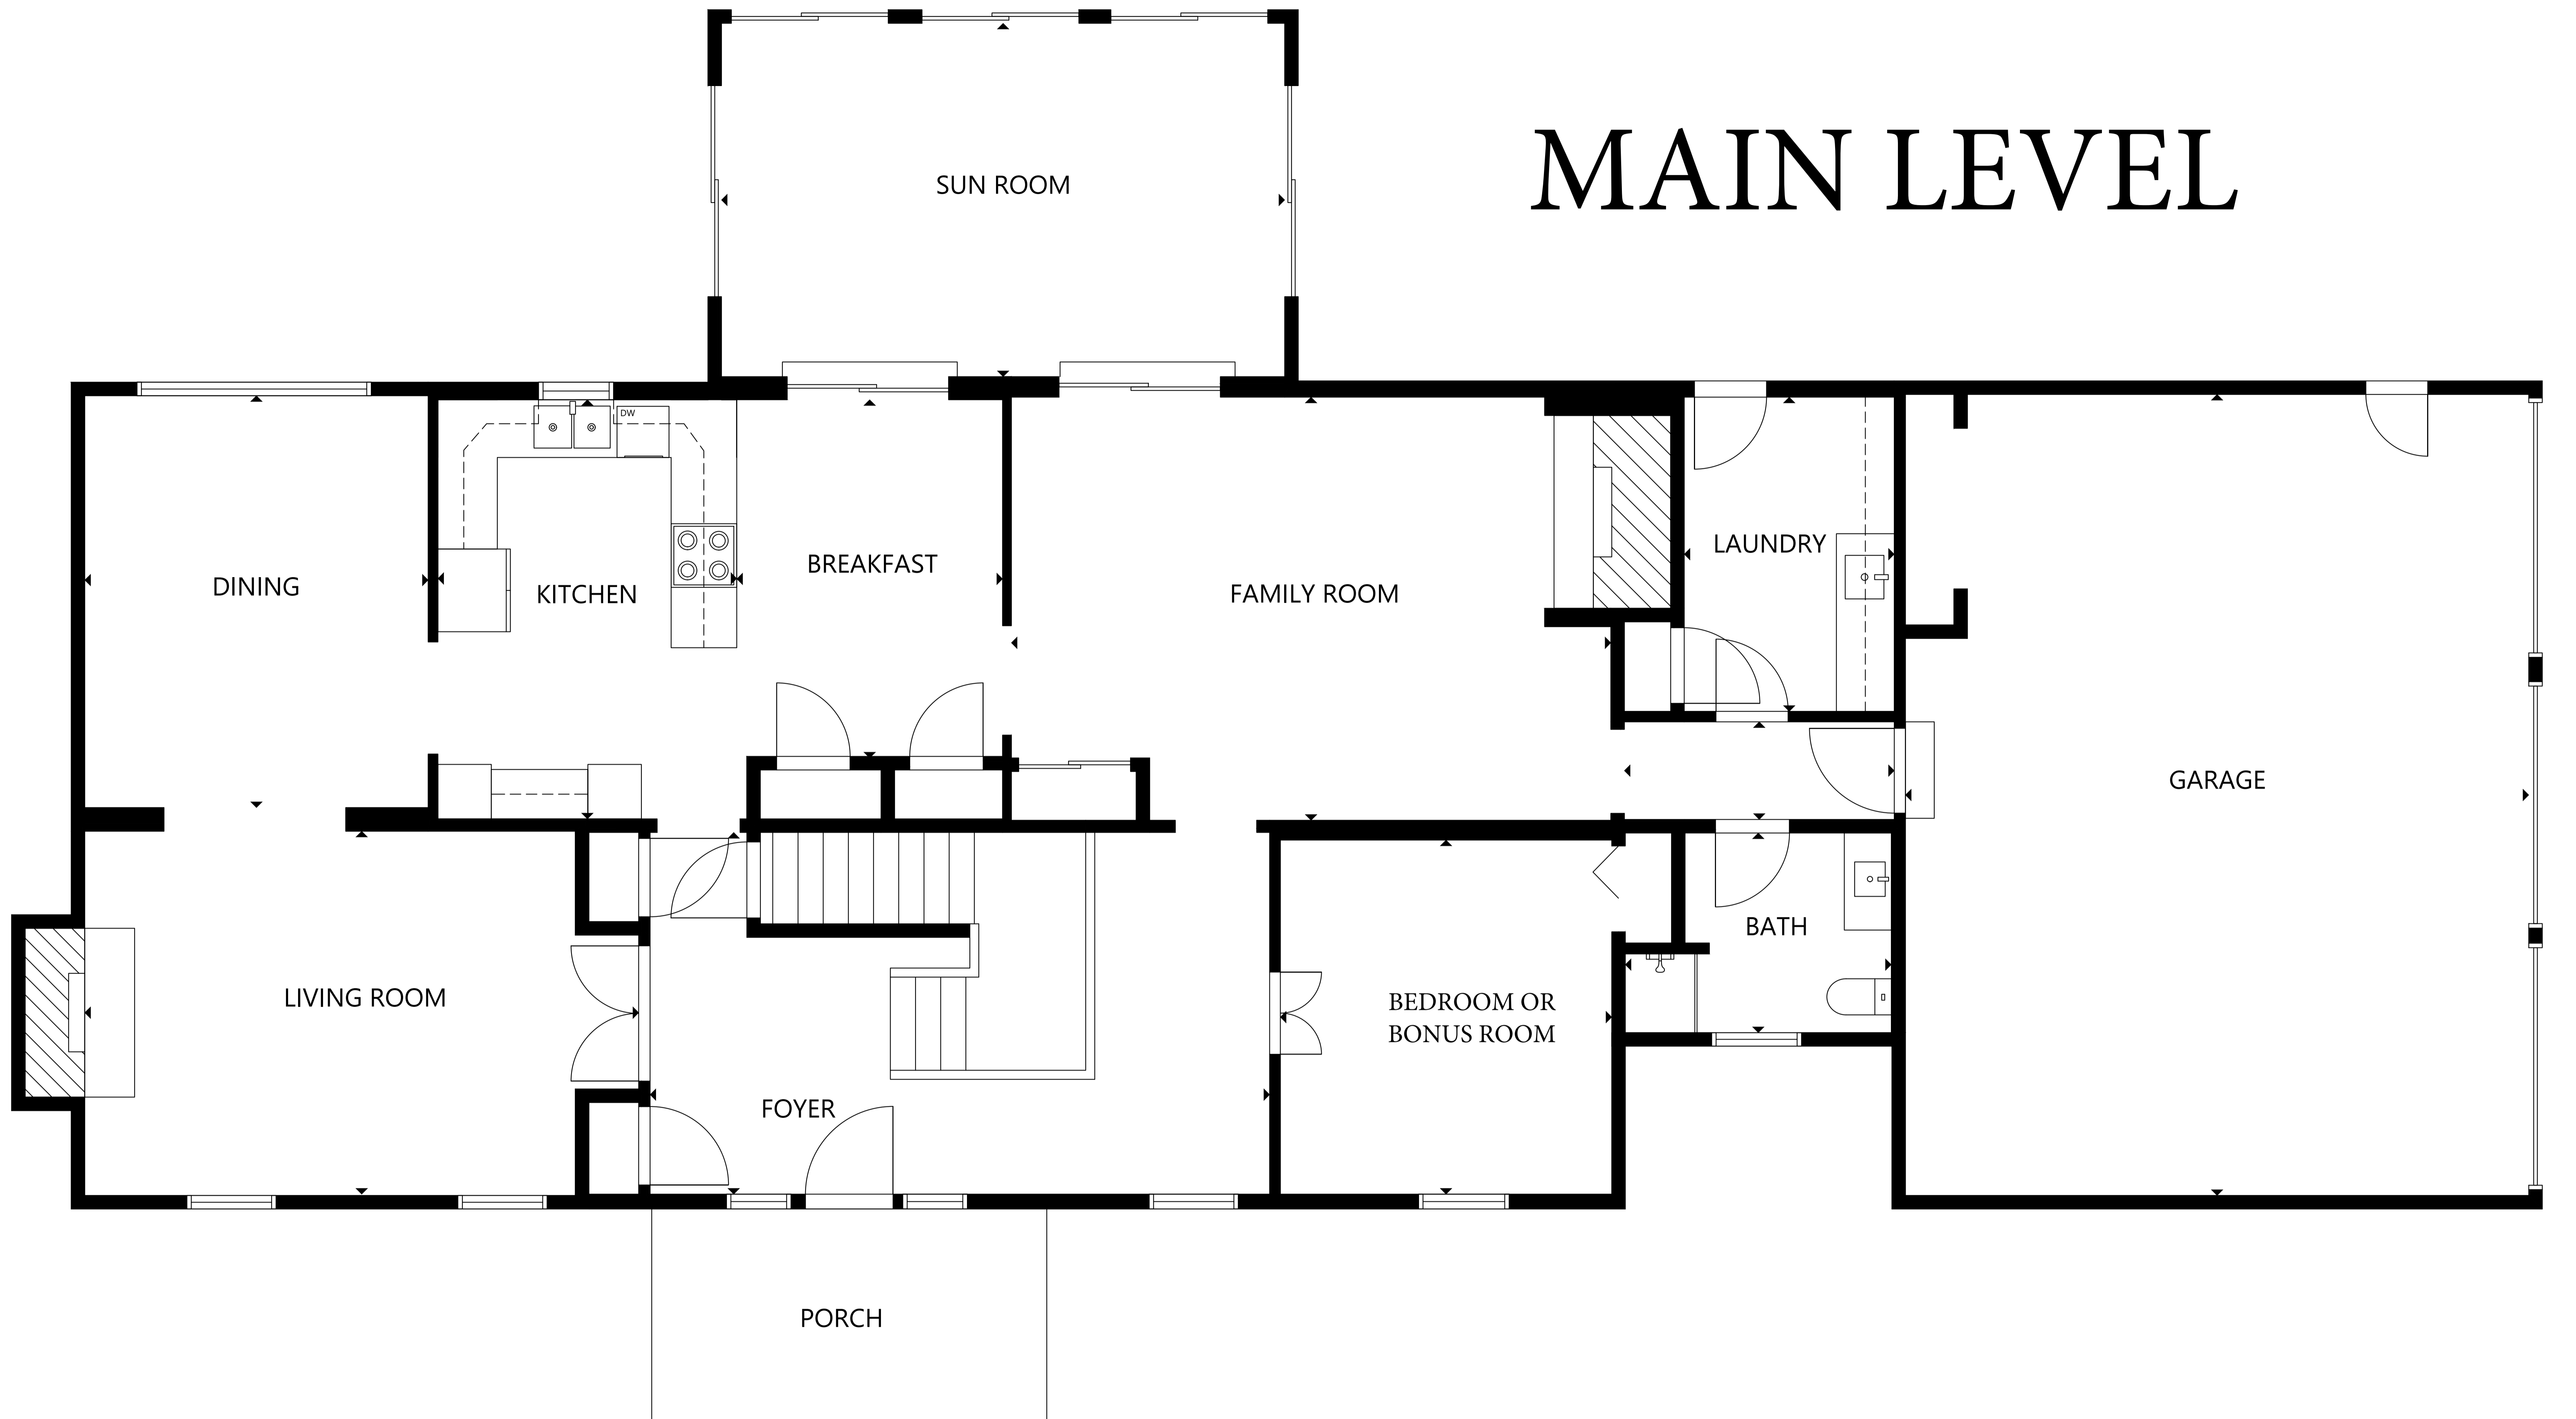 MAIN LEVEL
SUN ROOM
DW
DINING
KITCHEN
BREAKFAST
FAMILY ROOM
LAUNDRY
GARAGE
LIVING ROOM
FOYER
BEDROOM OR
BONUS ROOM
BATH
PORCH